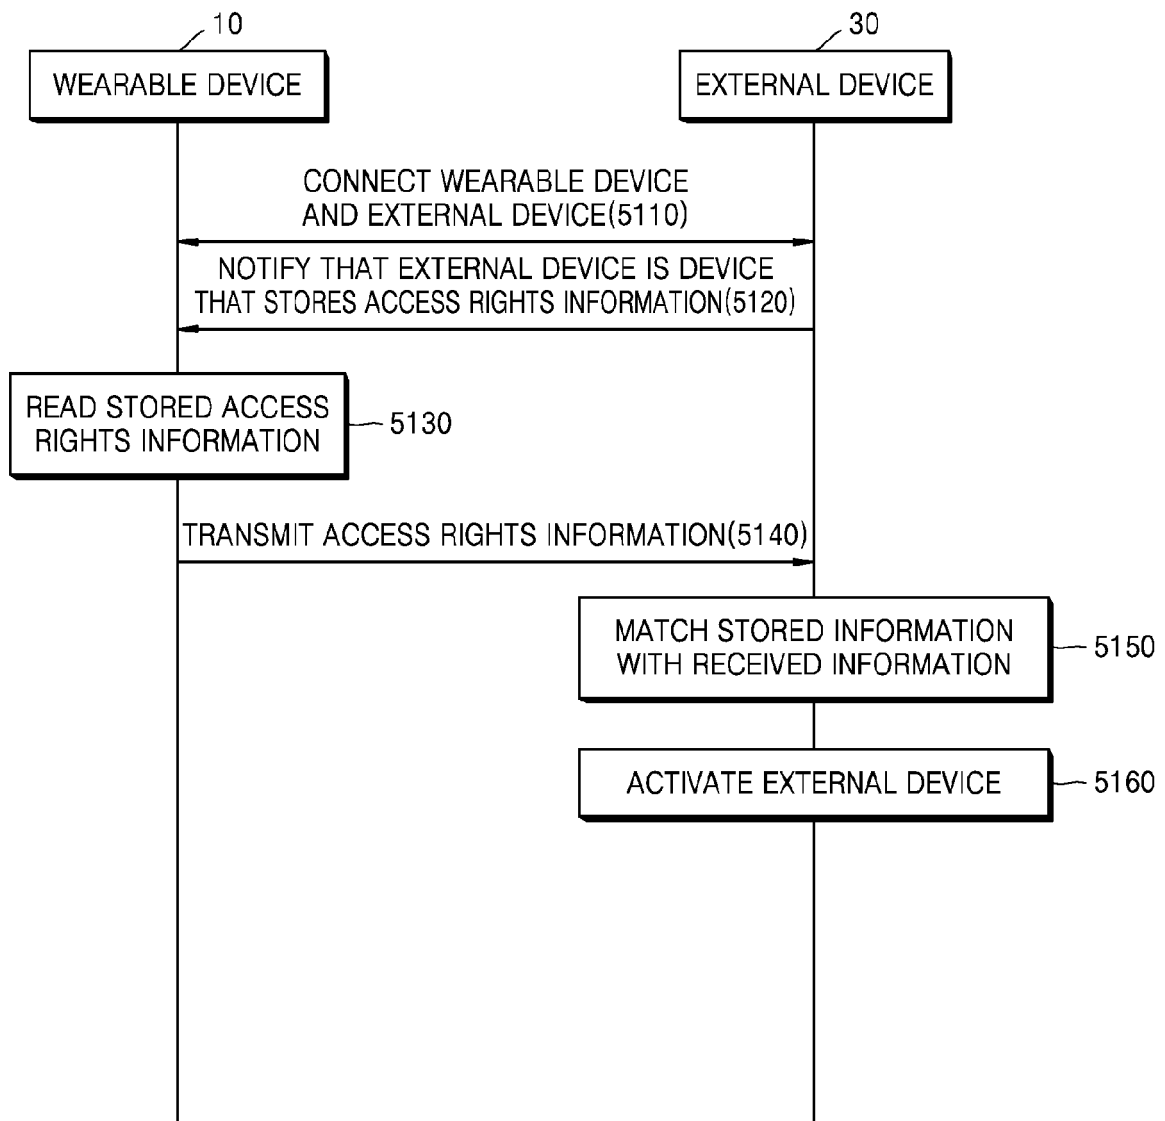 10
30
WEARABLE DEVICE
EXTERNAL DEVICE
CONNECT WEARABLE DEVICE
AND EXTERNAL DEVICE(5110)
NOTIFY THAT EXTERNAL DEVICE IS DEVICE
THAT STORES ACCESS RIGHTS INFORMATION(5120)
READ STORED ACCESS
RIGHTS INFORMATION
5130
TRANSMIT ACCESS RIGHTS INFORMATION(5140)
MATCH STORED INFORMATION
WITH RECEIVED INFORMATION
5150
ACTIVATE EXTERNAL DEVICE
5160